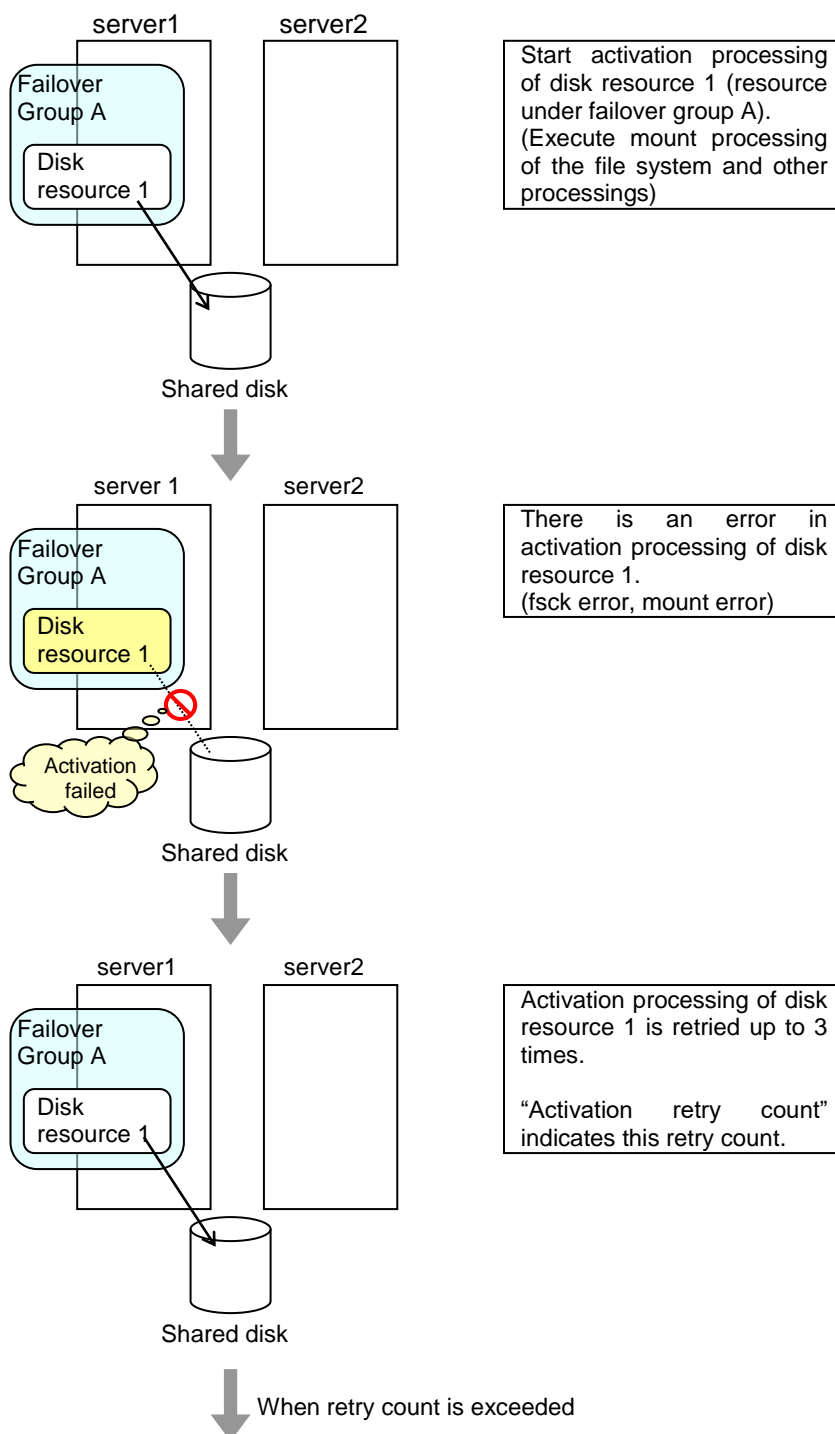 server1
server2
Failover
Group A
Disk
resource 1
Shared disk
Start activation processing
of disk resource 1 (resource
under failover group A).
(Execute mount processing
of the file system and other
processings)
server 1
server2
Failover
Group A
Disk
resource 1
Activation
failed
Shared disk
There is an error in
activation processing of disk
resource 1.
(fsck error, mount error)
server1
server2
Failover
Group A
Disk
resource 1
Shared disk
Activation processing of disk
resource 1 is retried up to 3
times.
“Activation retry count”
indicates this retry count.
When retry count is exceeded